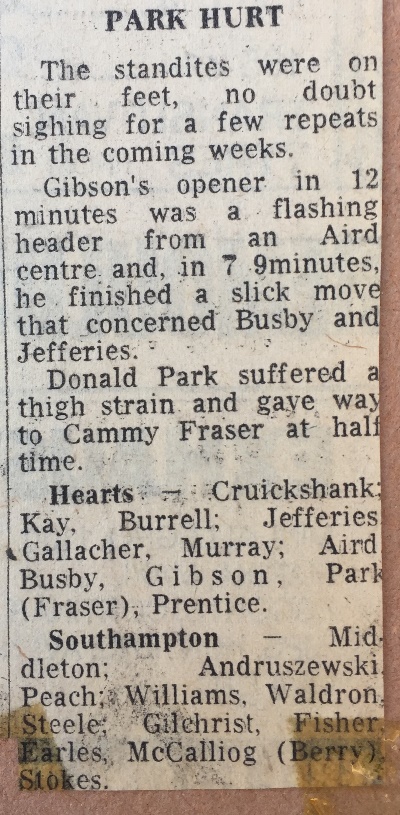 PARK HURT
The standites were on
their feet, no doubt
sighing for a few repeats
in the coming weeks.
Gibson's opener in 12
minutes was a flashing
header from an Aird
centre and, in 7 9minutes,
he finished a slick move
that concerned Busby and
Jefferies.
Donald Park suffered a
thigh strain and gaye way
to Cammy Fraser at half
time.
Hearts — Cruickshank;
Kay, Burrell; Jefferies
Gallacher, Murray; Aird
Busby, Gibson, Park
(Fraser), Prentice.
Southampton — Mid-
dleton; Andruszewski,
Peach; Williams, Waldron,
Steele; Gilchrist, Fisher,
Earles, McCalliog (Berry),
Stokes.